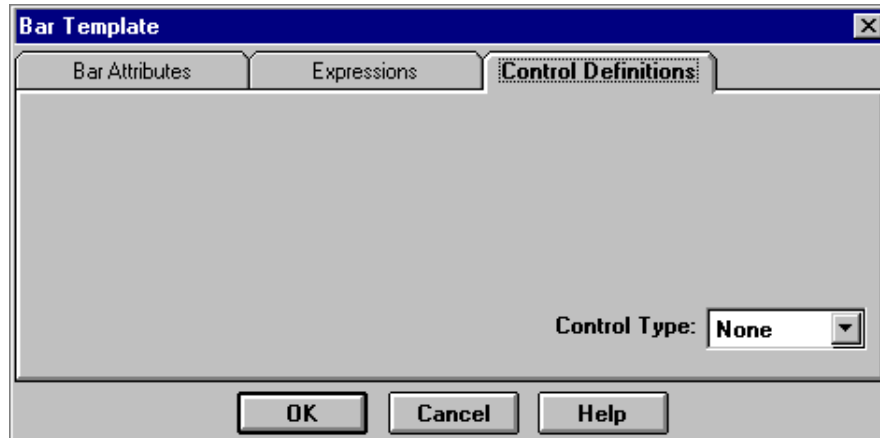 Bar Template
Bar Attributes Expressions Control Definitions
Control Type: None
OK Cancel Help